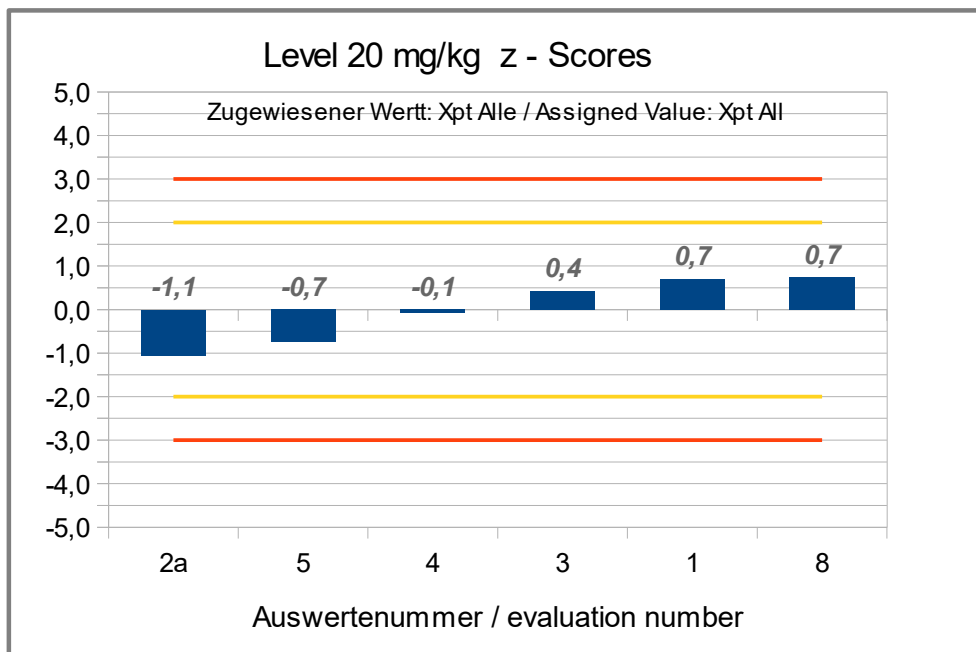 Level 20 mg/kg z - Scores
Zugewiesener Wertt: Xpt Alle / Assigned Value: Xpt All
5,0
4,0
3,0
2,0
1,0
0,0
-1,0
-2,0
-3,0
-4,0
-5,0
-1,1 -0,7 -0,1 0,4 0,7 0,7
2a 5 4 3 1 8
Auswertenummer / evaluation number